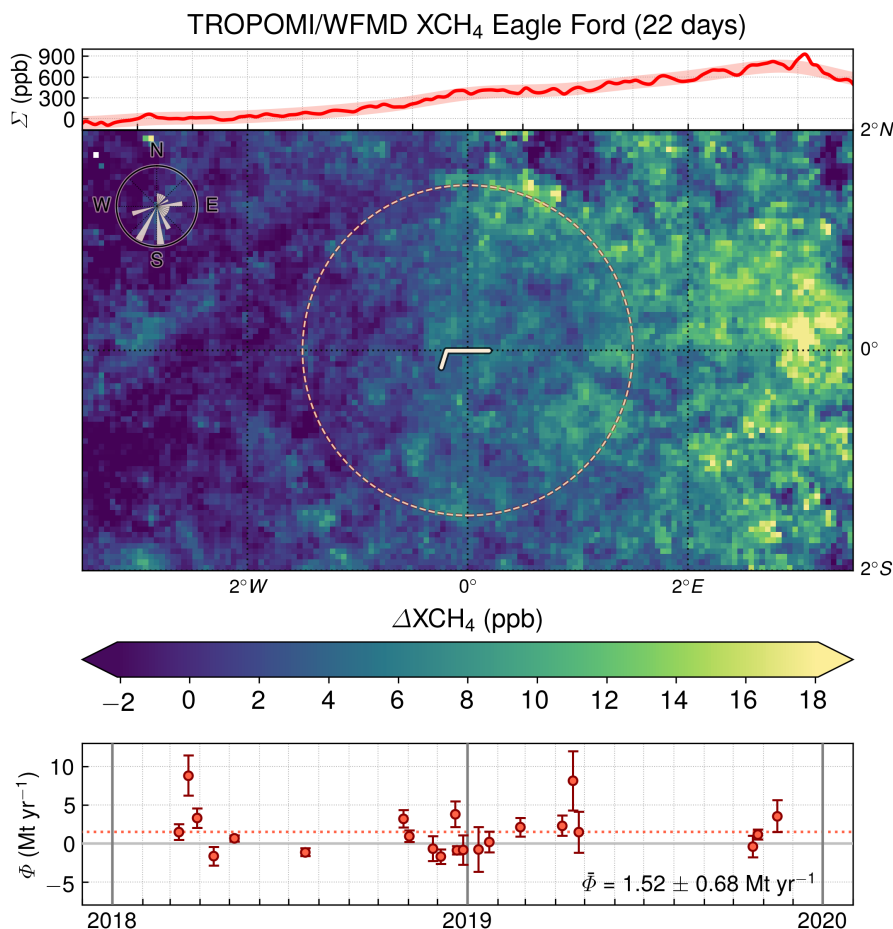 TROPOMI/WFMD XCH₄ Eagle Ford (22 days)
Σ (ppb)
900
600
300
0
2°N
N
W E
S
0°
2°S
2°W 0° 2°E
ΔXCH₄ (ppb)
−2 0 2 4 6 8 10 12 14 16 18
Φ (Mt yr⁻¹)
10
5
0
−5
Φ̄ = 1.52 ± 0.68 Mt yr⁻¹
2018 2019 2020